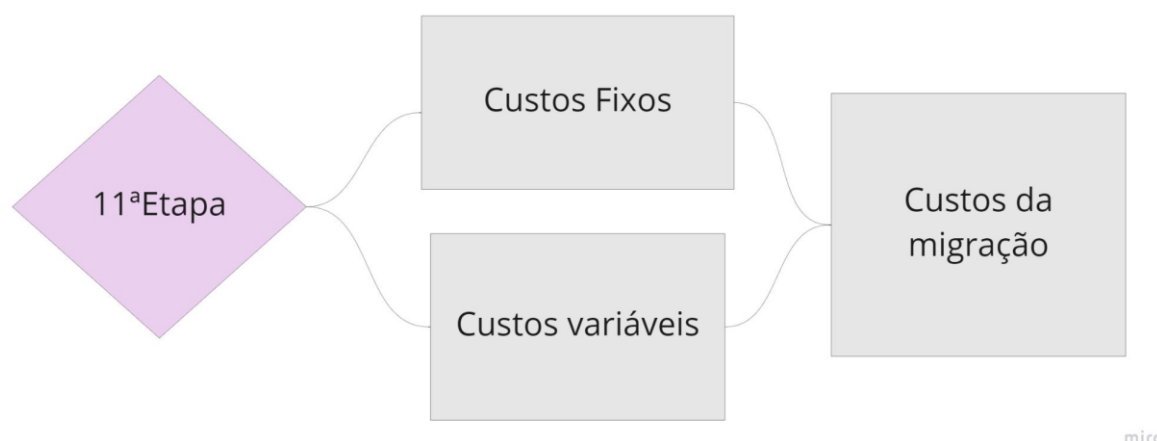 Custos Fixos
11ªEtapa
Custos da
migração
Custos variáveis